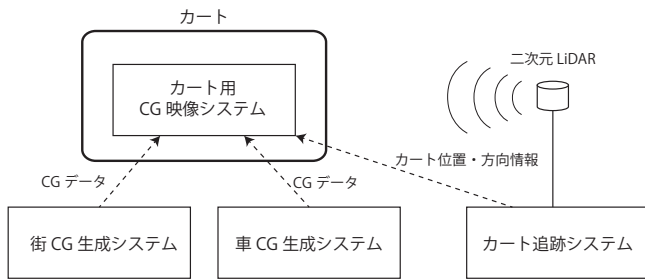 カート
二次元 LiDAR
カート用
CG 映像システム
カート位置・方向情報
CG データ
CG データ
街 CG 生成システム
車 CG 生成システム
カート追跡システム